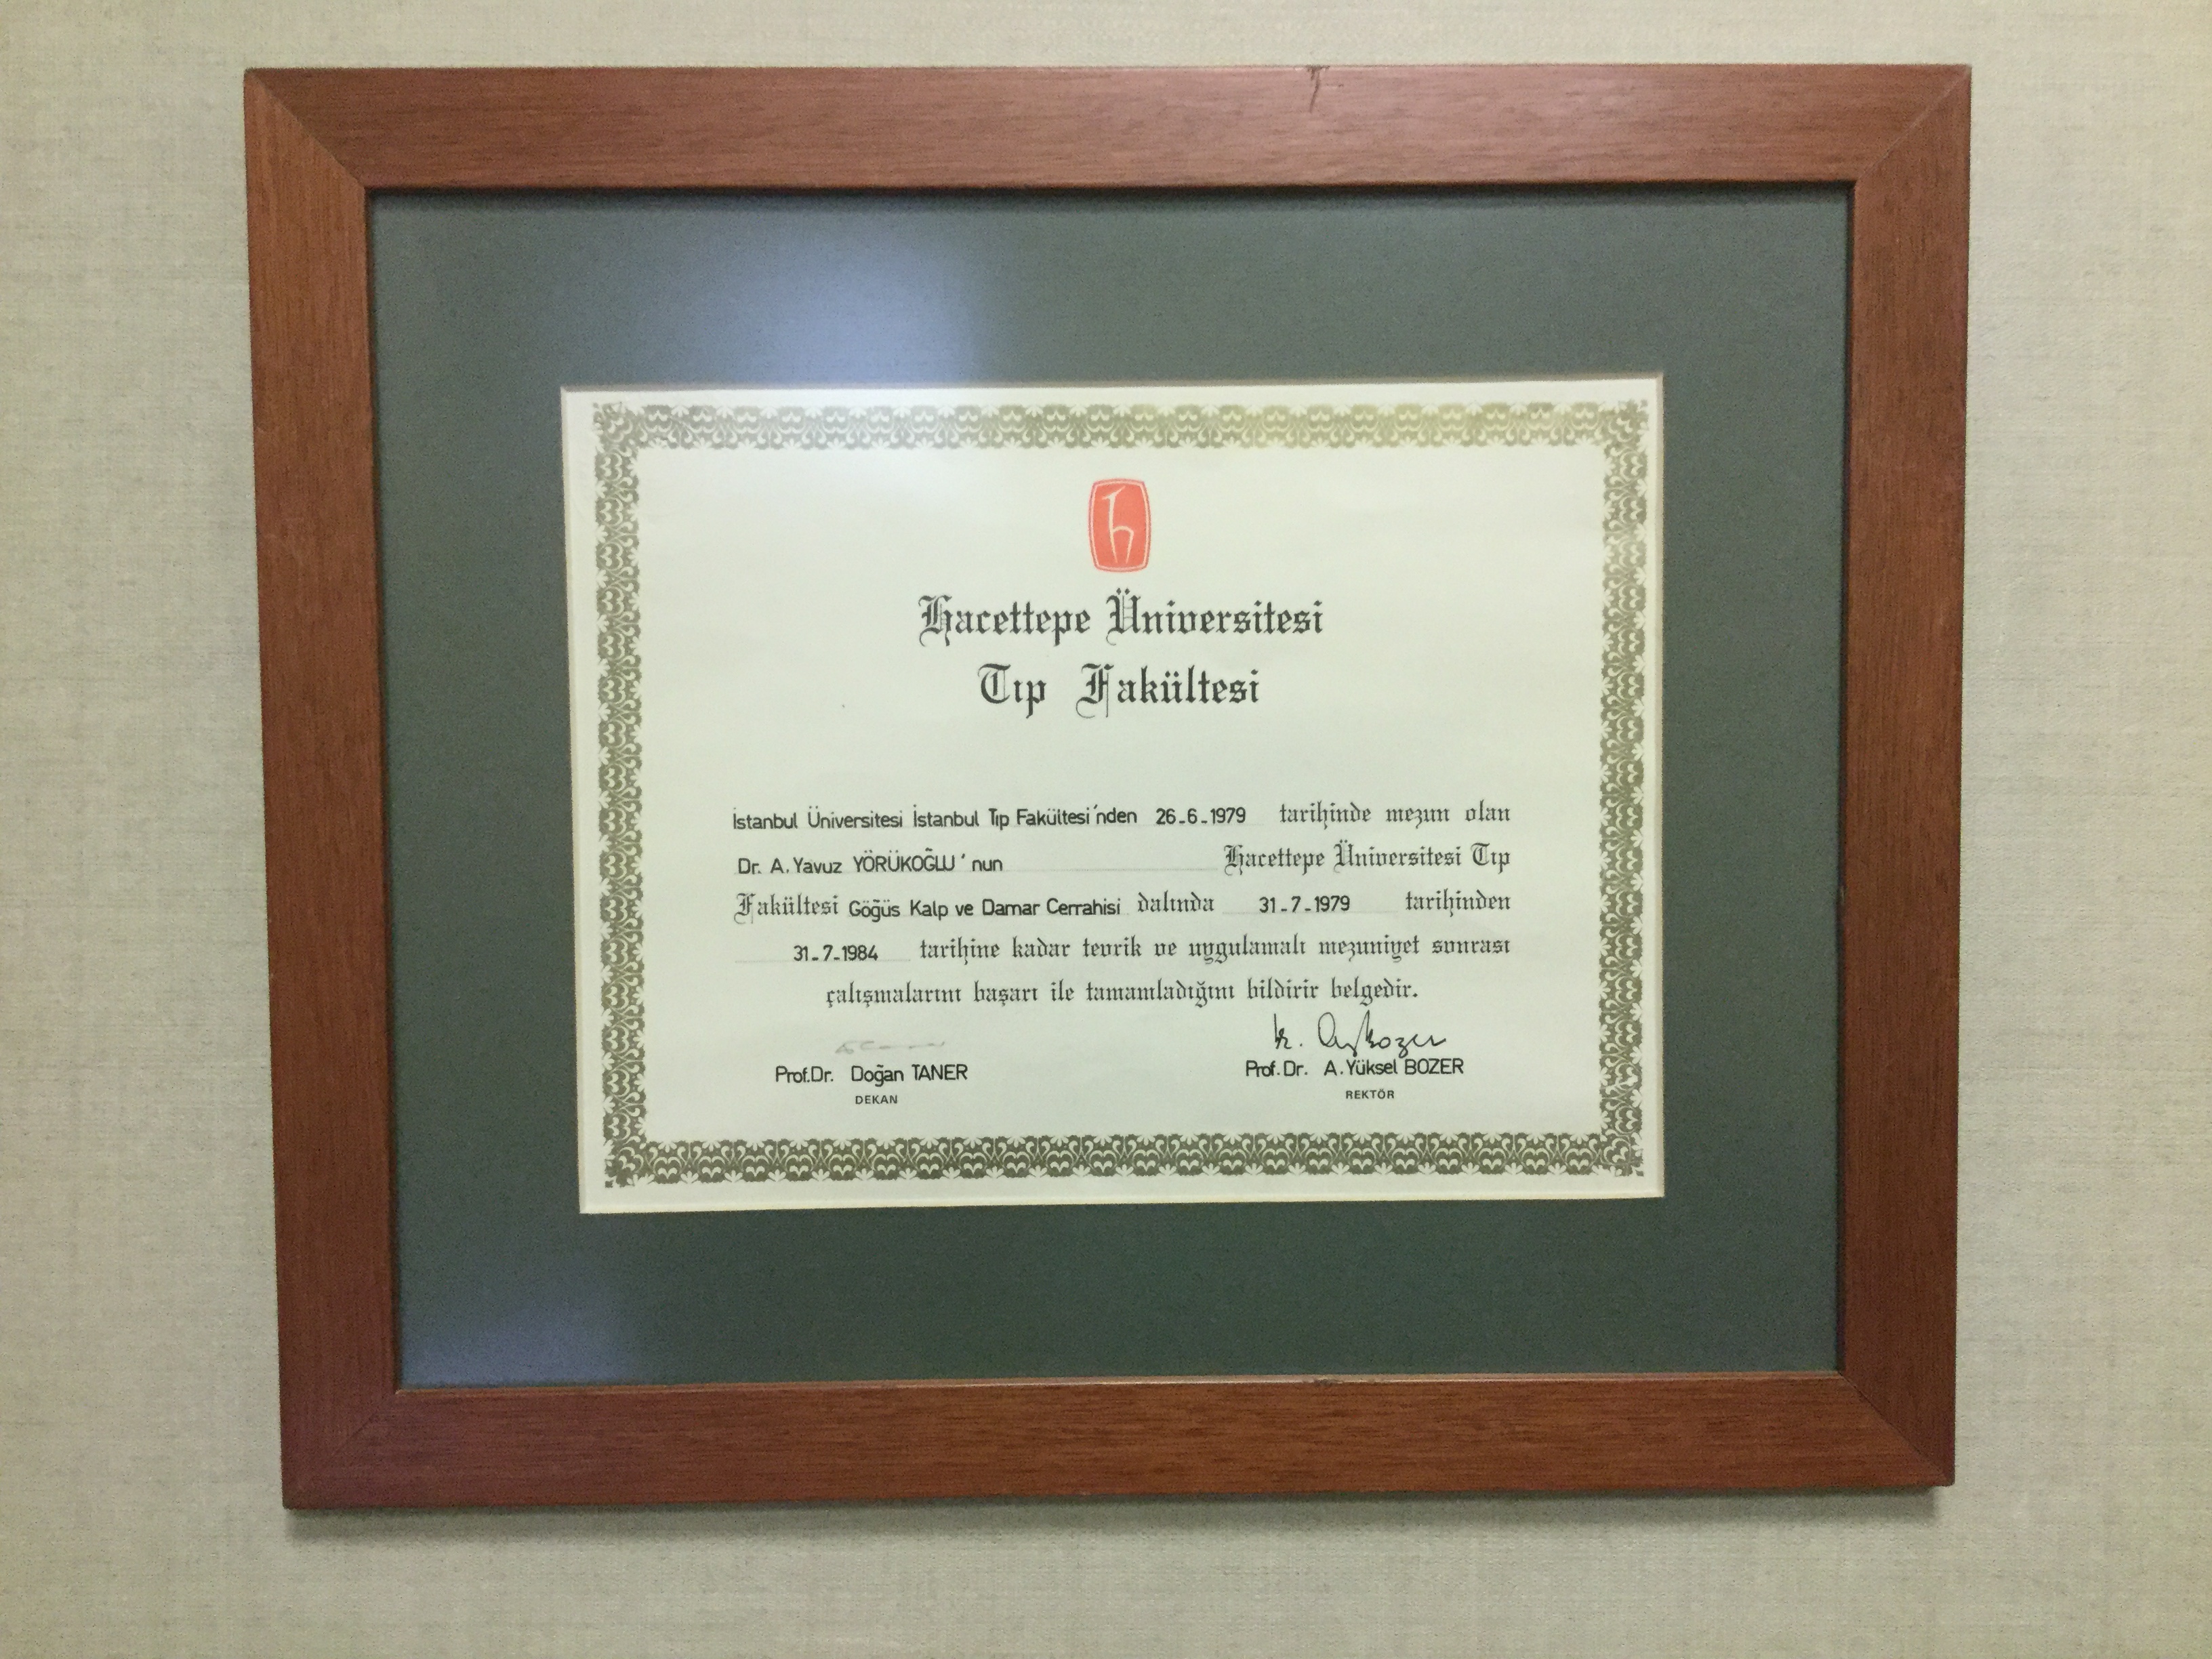 h
Hacettepe Üniversitesi
Tıp Fakültesi
İstanbul Üniversitesi İstanbul Tıp Fakültesi'nden 26-6-1979 tarihinde mezun olan
Dr. A. Yavuz YÖRÜKOĞLU'nun Hacettepe Üniversitesi Tıp
Fakültesi Göğüs Kalp ve Damar Cerrahisi dalında 31-7-1979 tarihinden
31-7-1984 tarihine kadar teorik ve uygulamalı mezuniyet sonrası
çalışmalarını başarı ile tamamladığını bildirir belgedir.
Prof.Dr. Doğan TANER
DEKAN
Prof.Dr. A.Yüksel BOZER
REKTÖR